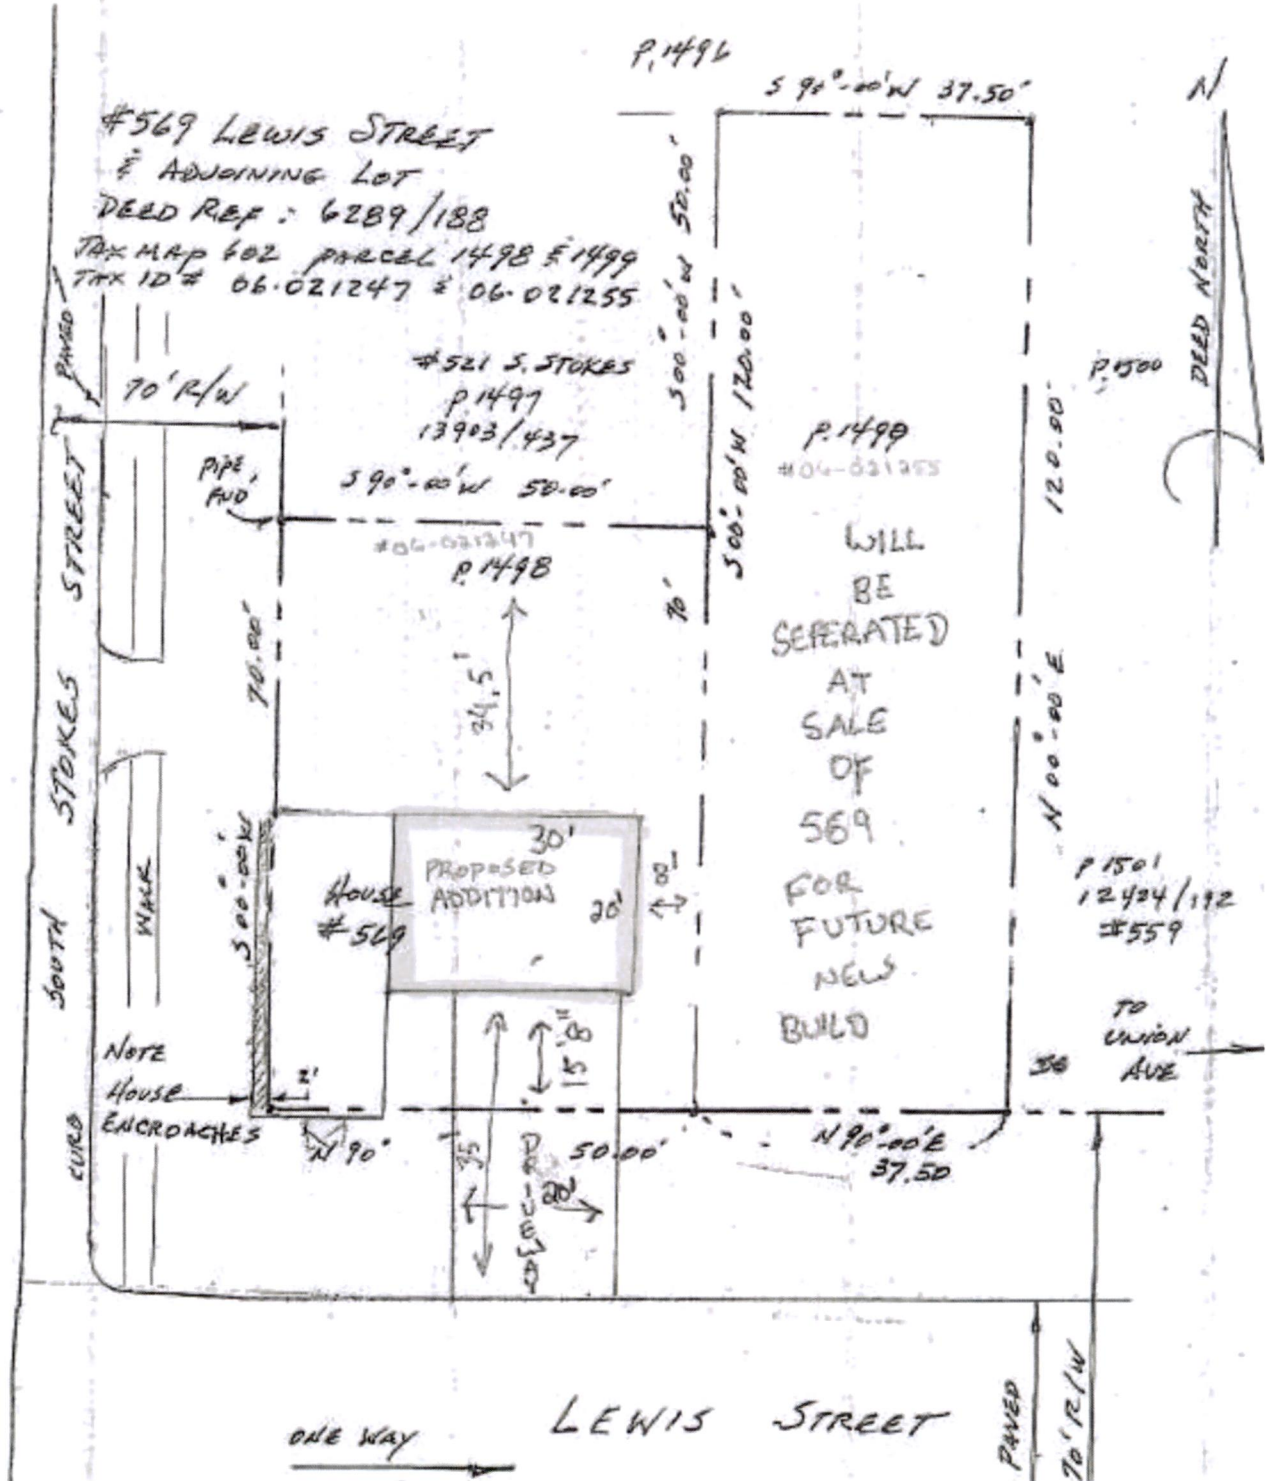 P. 1496
S 90°-00'W 37.50'
N
#569 LEWIS STREET
& ADJOINING LOT
DEED REF: 6289/188
TAX MAP 602 PARCEL 1498 & 1499
TAX ID # 06.021247 & 06.021255
S 00°-00'W 50.00'
DEED NORTH
PAVED
70' R/W
#521 S. STOKES
P. 1497
13903/437
S 90°-00'W 50.00'
PIPE
FND
S 00°-00'W 120.00'
P. 1499
#06-021255
P. 1500
120.00'
N 00°-00'E
#06-021247
P. 1498
70.00'
70'
34.5'
WILL
BE
SEPERATED
AT
SALE
OF
569
FOR
FUTURE
NEW
BUILD
SOUTH STOKES STREET
WALK
S 00°-00'W
HOUSE
#569
PROPOSED
ADDITION
30'
20'
8'
P 1501
12424/192
#559
TO
UNION
AVE
NOTE
HOUSE
ENCROACHES
2'
CURB
N 90°
50.00'
15'8"
35'
20'
DRIVEWAY
N 90°-00'E
37.50
LEWIS STREET
ONE WAY
PAVED
70' R/W